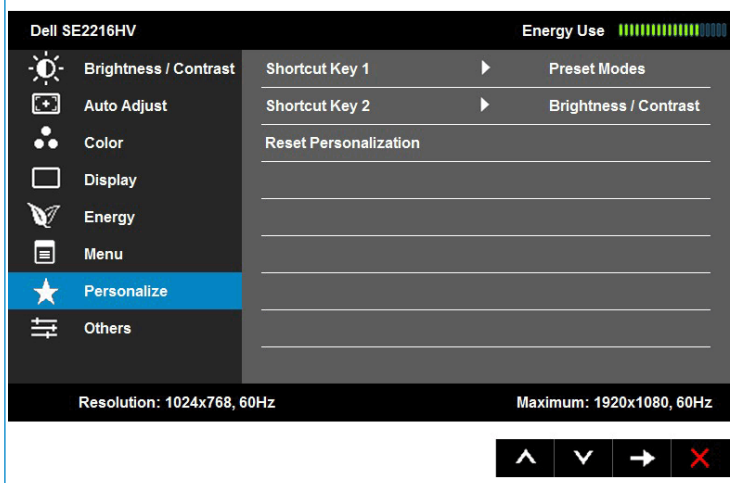 Dell SE2216HV Energy Use
Brightness / Contrast Shortcut Key 1 Preset Modes
Auto Adjust Shortcut Key 2 Brightness / Contrast
Color Reset Personalization
Display
Energy
Menu
Personalize
Others
Resolution: 1024x768, 60Hz Maximum: 1920x1080, 60Hz